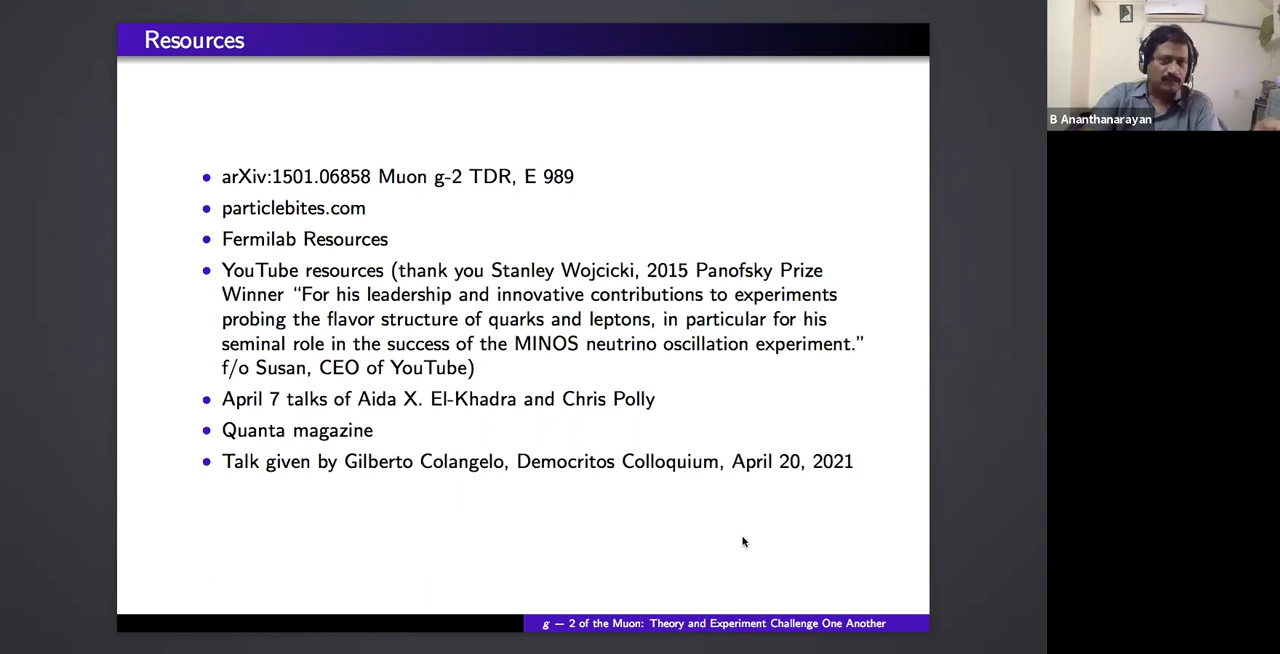 Resources
• arXiv:1501.06858 Muon g-2 TDR, E 989
• particlebites.com
• Fermilab Resources
• YouTube resources (thank you Stanley Wojcicki, 2015 Panofsky Prize
Winner “For his leadership and innovative contributions to experiments
probing the flavor structure of quarks and leptons, in particular for his
seminal role in the success of the MINOS neutrino oscillation experiment.”
f/o Susan, CEO of YouTube)
• April 7 talks of Aida X. El-Khadra and Chris Polly
• Quanta magazine
• Talk given by Gilberto Colangelo, Democritos Colloquium, April 20, 2021
g — 2 of the Muon: Theory and Experiment Challenge One Another
B Ananthanarayan